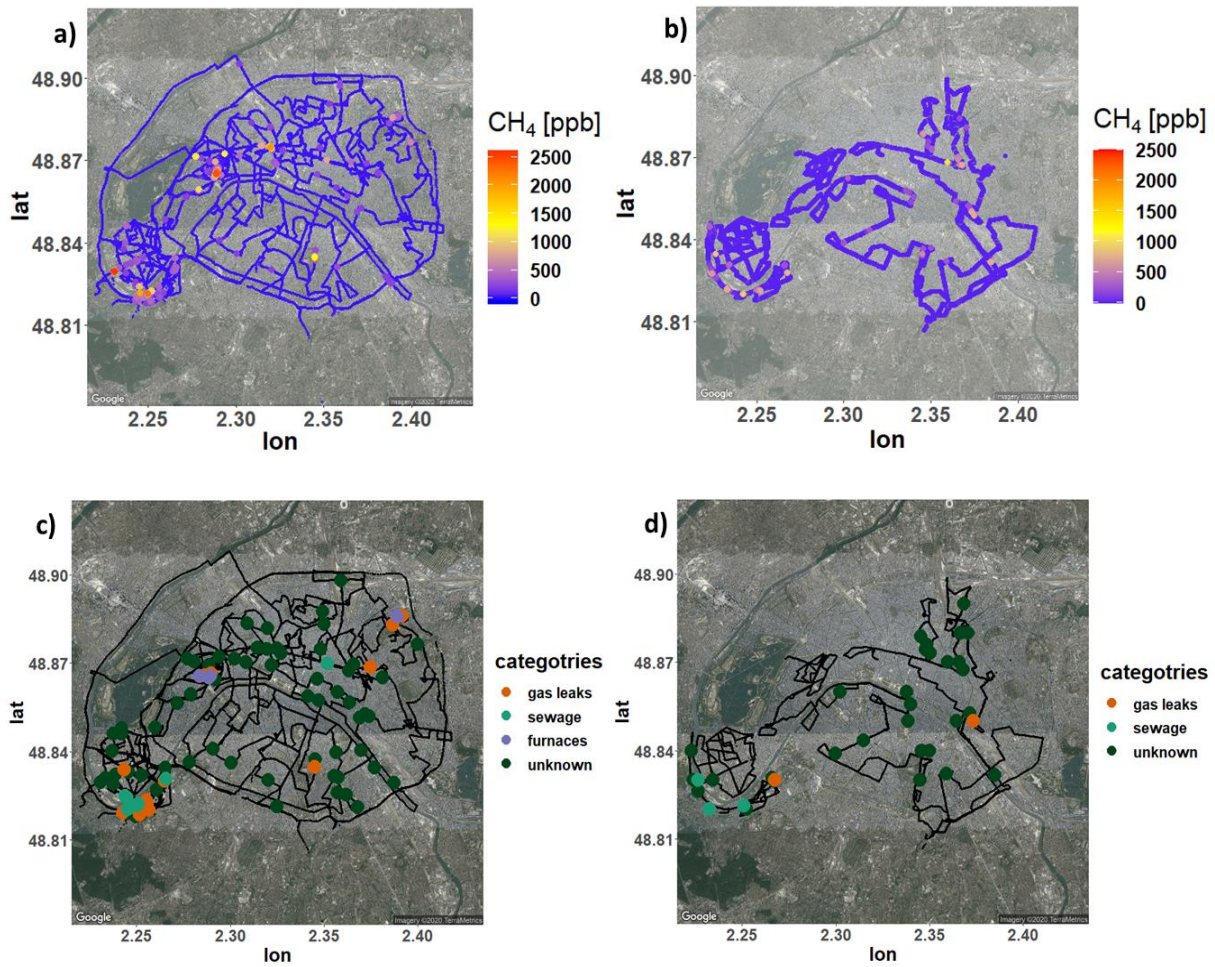 a)
48.90
48.87
48.84
48.81
lat
2.25 2.30 2.35 2.40
lon
Google
Imagery ©2020 TerraMetrics
CH4 [ppb]
2500
2000
1500
1000
500
0
b)
48.90
48.87
48.84
48.81
lat
2.25 2.30 2.35 2.40
lon
Google
Imagery ©2020 TerraMetrics
CH4 [ppb]
2500
2000
1500
1000
500
0
c)
48.90
48.87
48.84
48.81
lat
2.25 2.30 2.35 2.40
lon
Google
Imagery ©2020 TerraMetrics
categotries
gas leaks
sewage
furnaces
unknown
d)
48.90
48.87
48.84
48.81
lat
2.25 2.30 2.35 2.40
lon
Google
Imagery ©2020 TerraMetrics
categotries
gas leaks
sewage
unknown